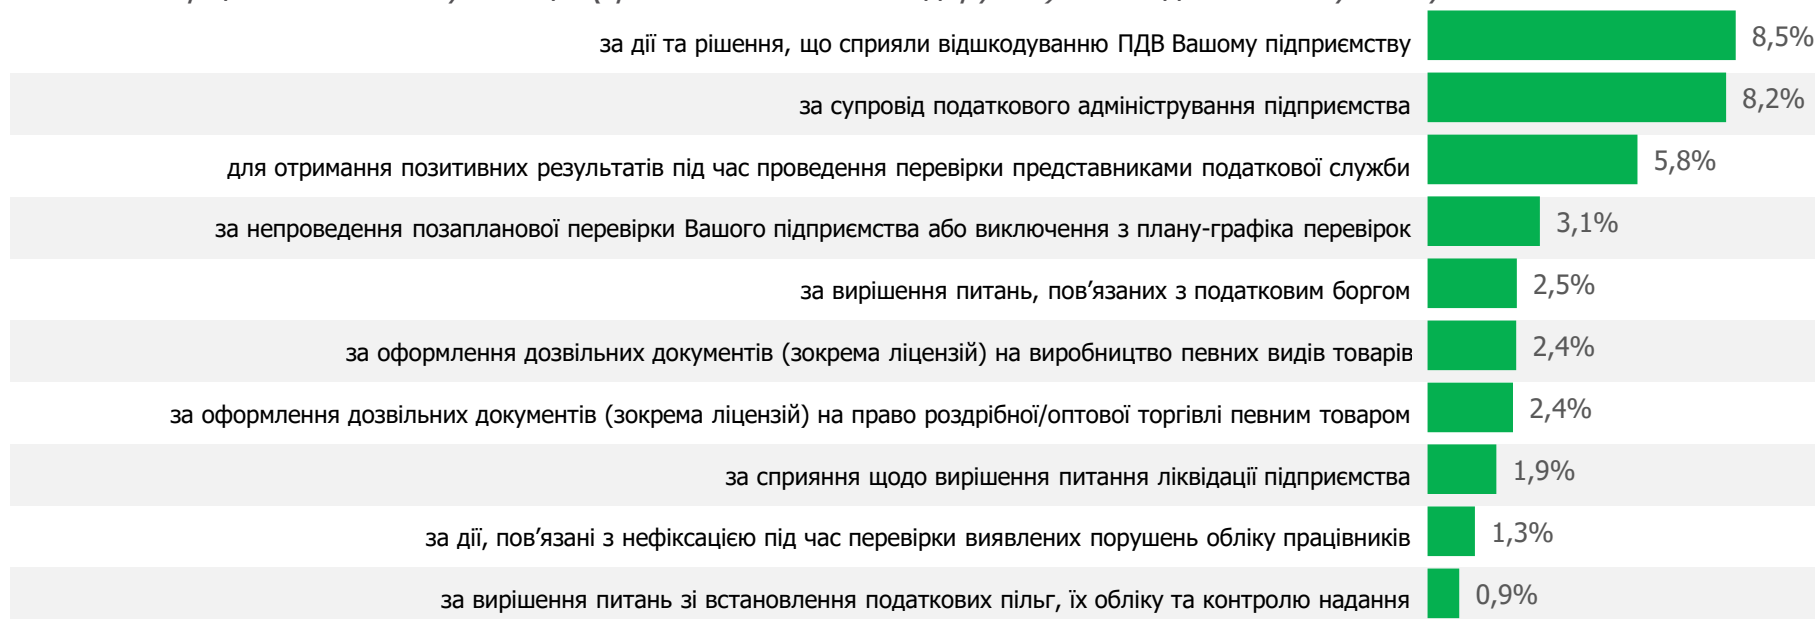 за дії та рішення, що сприяли відшкодуванню ПДВ Вашому підприємству 8,5%
за супровід податкового адміністрування підприємства 8,2%
для отримання позитивних результатів під час проведення перевірки представниками податкової служби 5,8%
за непроведення позапланової перевірки Вашого підприємства або виключення з плану-графіка перевірок 3,1%
за вирішення питань, пов’язаних з податковим боргом 2,5%
за оформлення дозвільних документів (зокрема ліцензій) на виробництво певних видів товарів 2,4%
за оформлення дозвільних документів (зокрема ліцензій) на право роздрібної/оптової торгівлі певним товаром 2,4%
за сприяння щодо вирішення питання ліквідації підприємства 1,9%
за дії, пов’язані з нефіксацією під час перевірки виявлених порушень обліку працівників 1,3%
за вирішення питань зі встановлення податкових пільг, їх обліку та контролю надання 0,9%